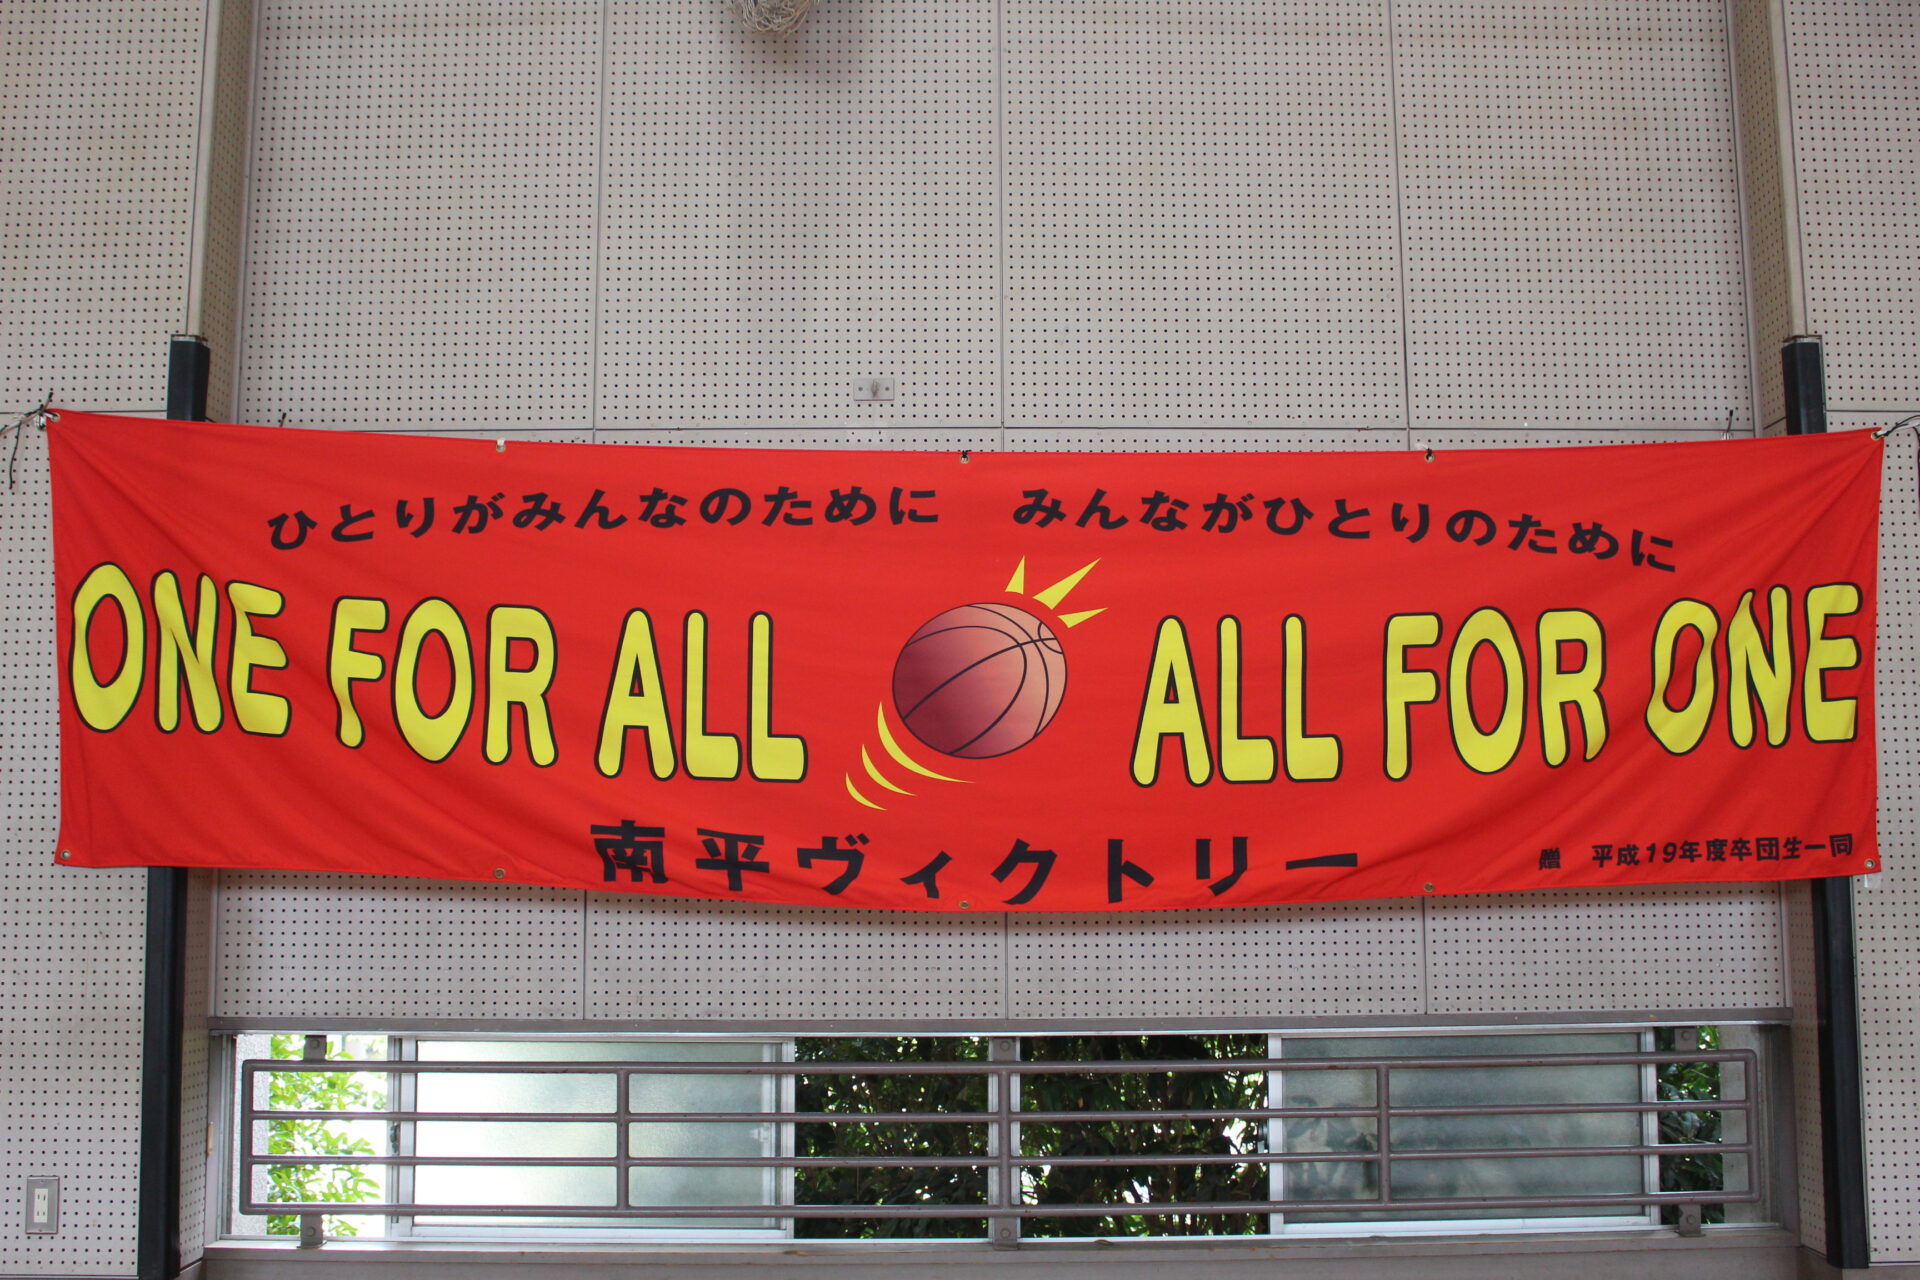 ひとりがみんなのために　みんながひとりのために
ONE FOR ALL ALL FOR ONE
南平ヴィクトリー
贈　平成19年度卒団生一同